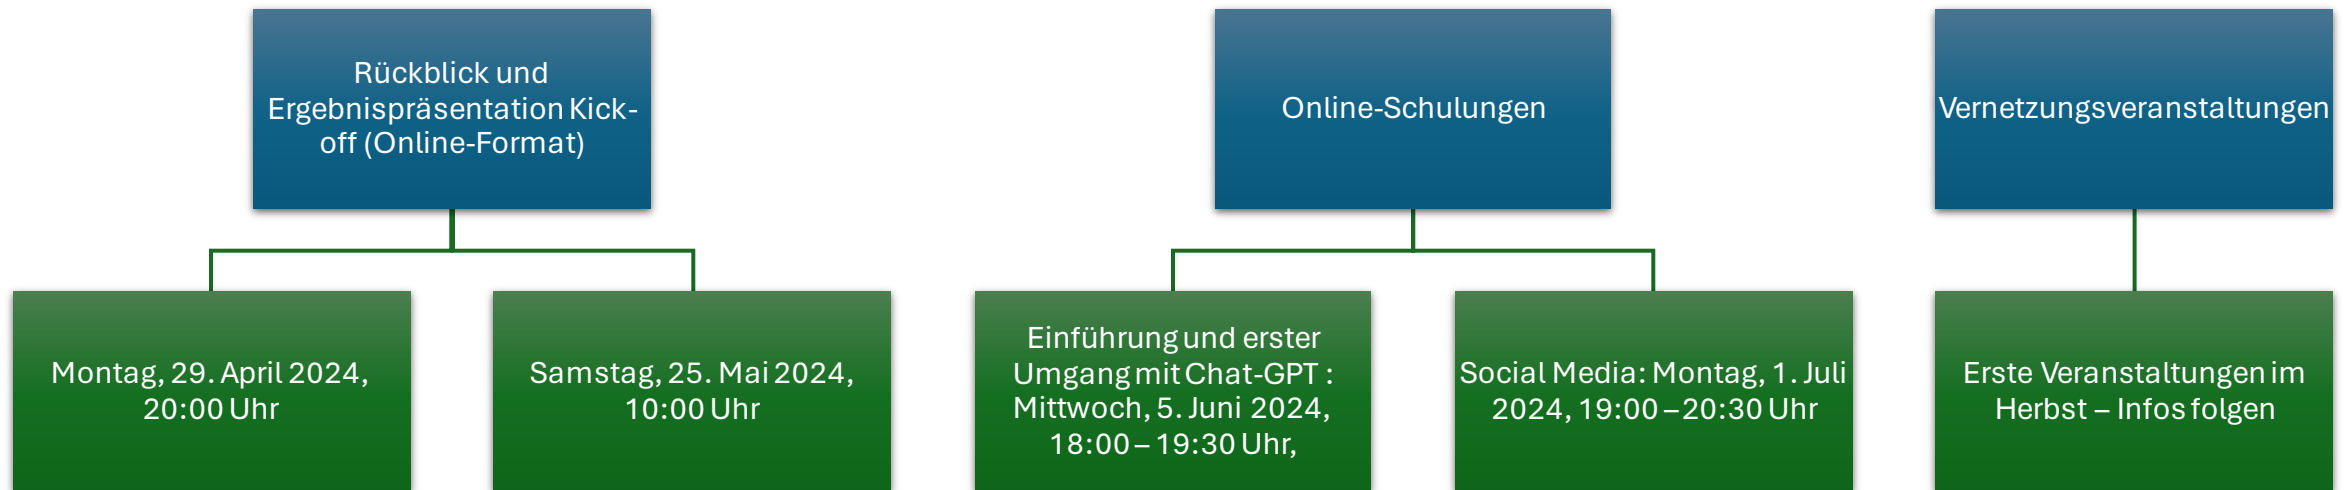 Rückblick und
Ergebnispräsentation Kick-
off (Online-Format)
Montag, 29. April 2024,
20:00 Uhr
Samstag, 25. Mai 2024,
10:00 Uhr
Online-Schulungen
Einführung und erster
Umgang mit Chat-GPT :
Mittwoch, 5. Juni 2024,
18:00 – 19:30 Uhr,
Social Media: Montag, 1. Juli
2024, 19:00 – 20:30 Uhr
Vernetzungsveranstaltungen
Erste Veranstaltungen im
Herbst – Infos folgen